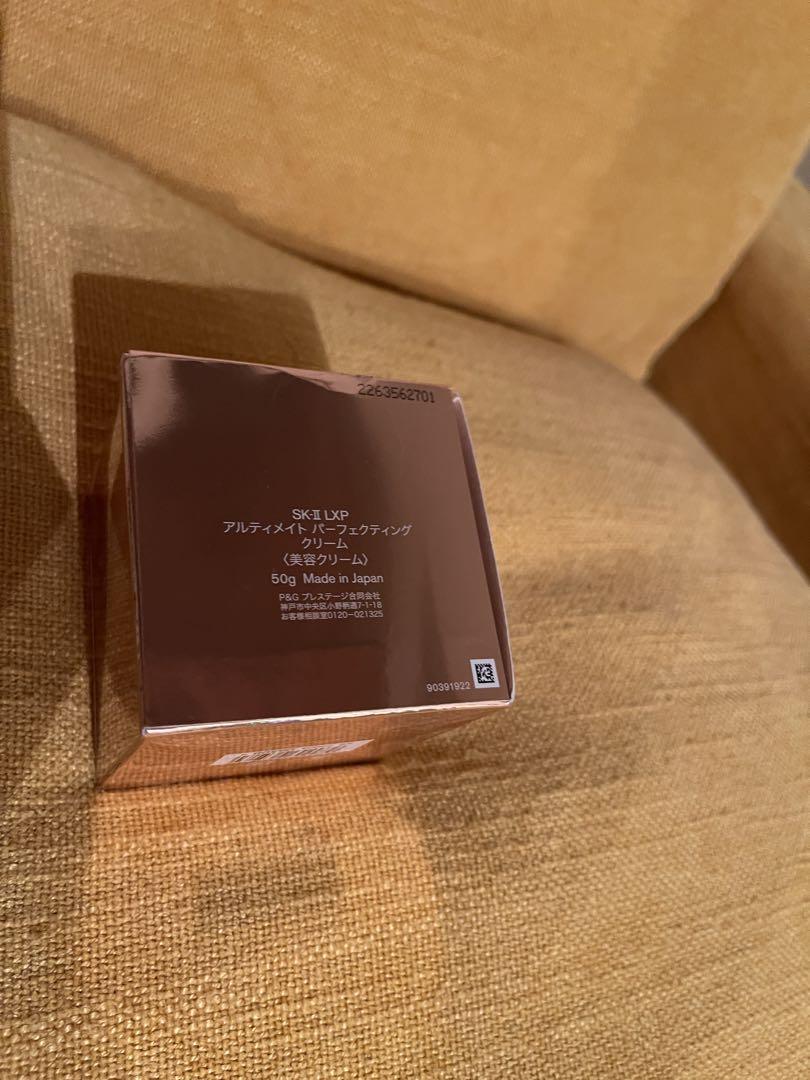 2263562701
SK-II LXP
アルティメイト パーフェクティング
クリーム
〈美容クリーム〉
50g Made in Japan
P&G プレステージ合同会社
神戸市中央区小野柄通7-1-18
お客様相談室0120-021325
90391922